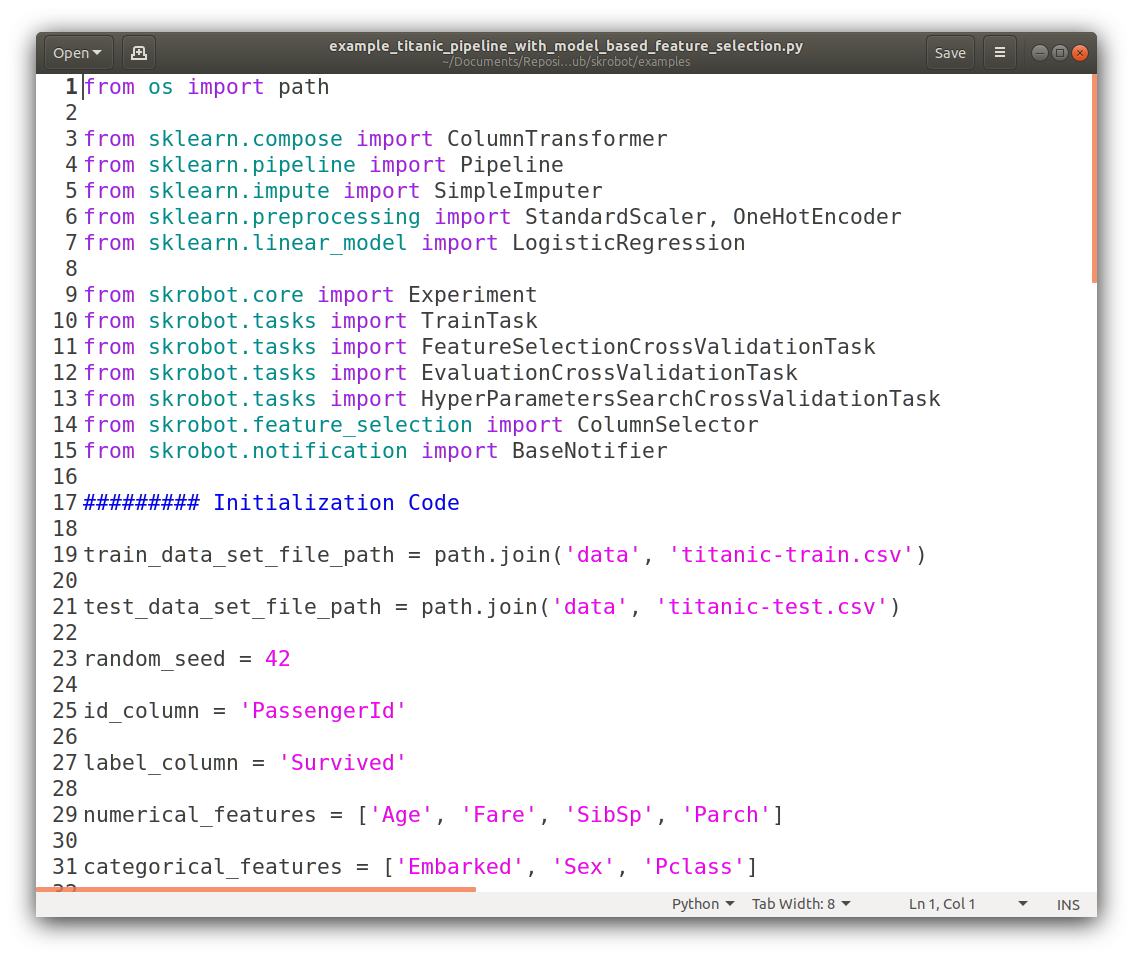 Open
example_titanic_pipeline_with_model_based_feature_selection.py
~/Documents/Reposi…ub/skrobot/examples
Save
1 from os import path
2
3 from sklearn.compose import ColumnTransformer
4 from sklearn.pipeline import Pipeline
5 from sklearn.impute import SimpleImputer
6 from sklearn.preprocessing import StandardScaler, OneHotEncoder
7 from sklearn.linear_model import LogisticRegression
8
9 from skrobot.core import Experiment
10 from skrobot.tasks import TrainTask
11 from skrobot.tasks import FeatureSelectionCrossValidationTask
12 from skrobot.tasks import EvaluationCrossValidationTask
13 from skrobot.tasks import HyperParametersSearchCrossValidationTask
14 from skrobot.feature_selection import ColumnSelector
15 from skrobot.notification import BaseNotifier
16
17 ######### Initialization Code
18
19 train_data_set_file_path = path.join('data', 'titanic-train.csv')
20
21 test_data_set_file_path = path.join('data', 'titanic-test.csv')
22
23 random_seed = 42
24
25 id_column = 'PassengerId'
26
27 label_column = 'Survived'
28
29 numerical_features = ['Age', 'Fare', 'SibSp', 'Parch']
30
31 categorical_features = ['Embarked', 'Sex', 'Pclass']
32
Python Tab Width: 8 Ln 1, Col 1 INS